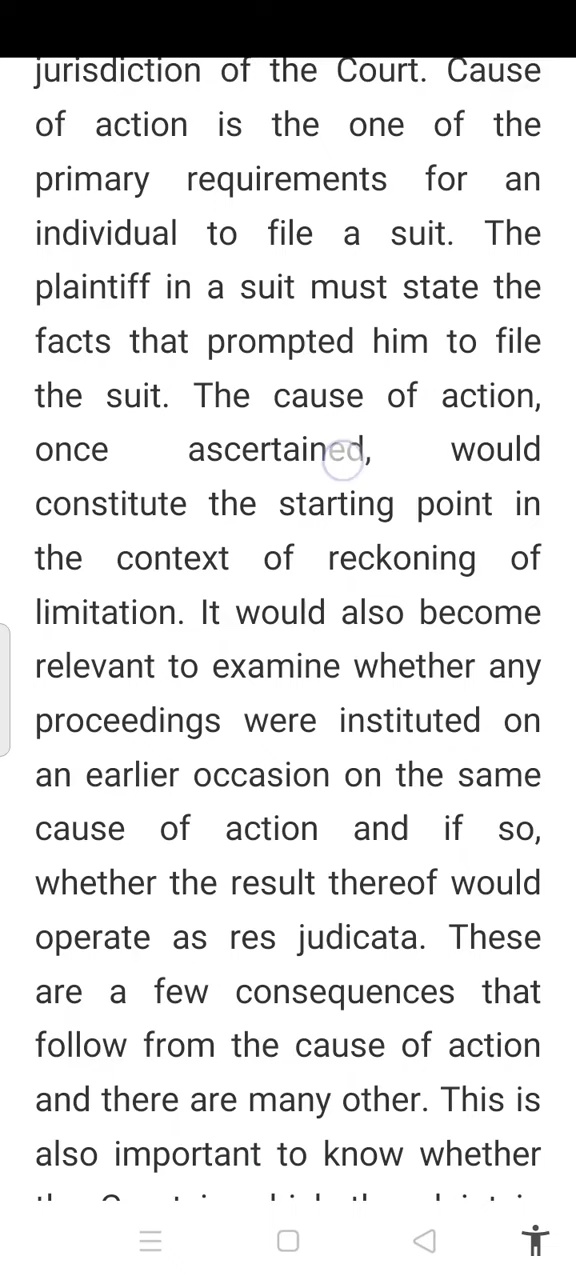 jurisdiction of the Court. Cause
of action is the one of the
primary requirements for an
individual to file a suit. The
plaintiff in a suit must state the
facts that prompted him to file
the suit. The cause of action,
once ascertained, would
constitute the starting point in
the context of reckoning of
limitation. It would also become
relevant to examine whether any
proceedings were instituted on
an earlier occasion on the same
cause of action and if so,
whether the result thereof would
operate as res judicata. These
are a few consequences that
follow from the cause of action
and there are many other. This is
also important to know whether